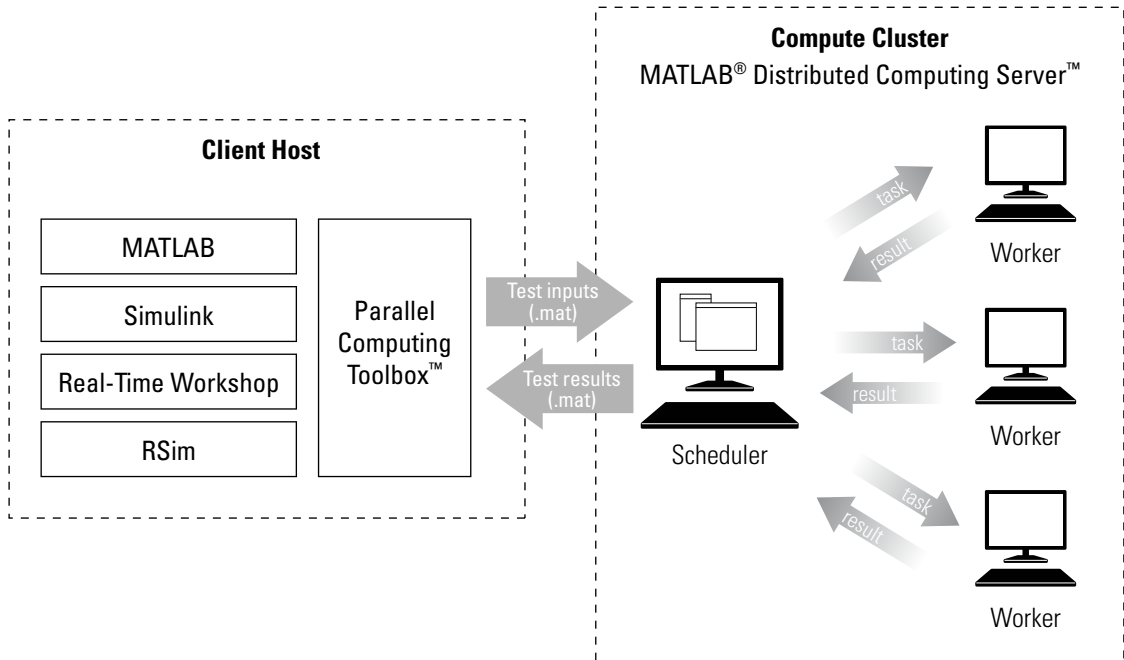 Compute Cluster
MATLAB® Distributed Computing Server™
Client Host
MATLAB
Simulink
Real-Time Workshop
RSim
Parallel
Computing
Toolbox™
Test inputs
(.mat)
Test results
(.mat)
Scheduler
task
result
Worker
task
result
Worker
task
result
Worker